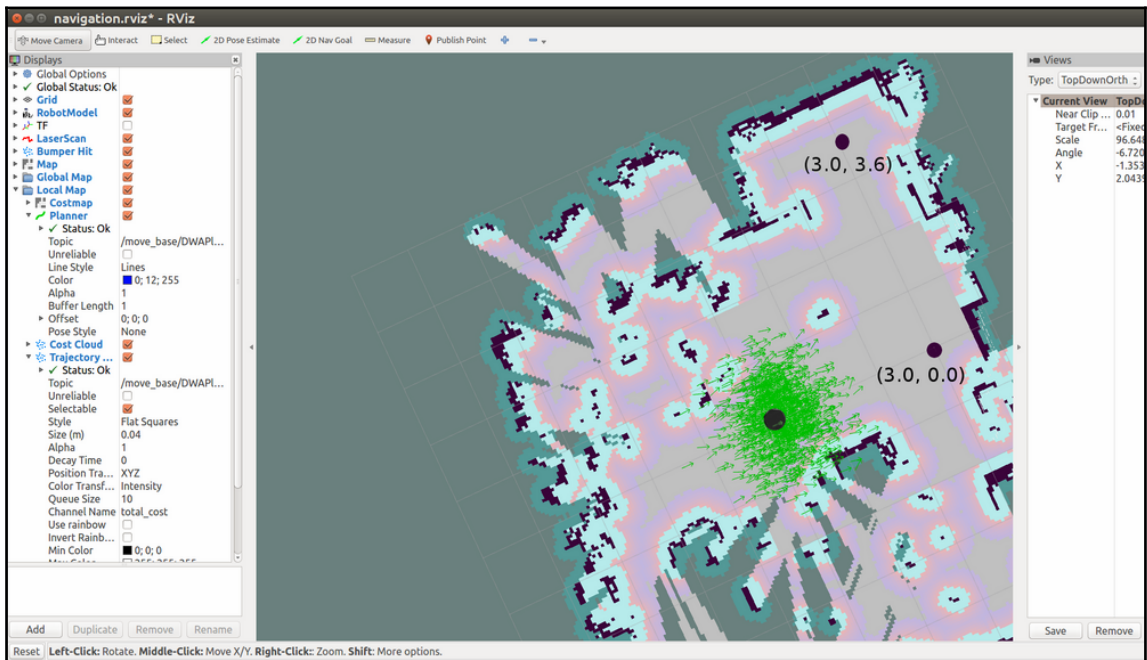 navigation.rviz* - RViz
Move Camera Interact Select 2D Pose Estimate 2D Nav Goal Measure Publish Point
Displays
Global Options
Global Status: Ok
Grid
RobotModel
TF
LaserScan
Bumper Hit
Map
Global Map
Local Map
Costmap
Planner
Status: Ok
Topic /move_base/DWAPl...
Unreliable
Line Style Lines
Color 0; 12; 255
Alpha 1
Buffer Length 1
Offset 0; 0; 0
Pose Style None
Cost Cloud
Trajectory ...
Status: Ok
Topic /move_base/DWAPl...
Unreliable
Selectable
Style Flat Squares
Size (m) 0.04
Alpha 1
Decay Time 0
Position Tra... XYZ
Color Transf... Intensity
Queue Size 10
Channel Name total_cost
Use rainbow
Invert Rainb...
Min Color 0; 0; 0
Add Duplicate Remove Rename
(3.0, 3.6)
(3.0, 0.0)
Views
Type: TopDownOrth
Current View TopD
Near Clip ... 0.01
Target Fr... <Fixed
Scale 96.648
Angle -6.720
X -1.353
Y 2.0439
Save Remove
Reset Left-Click: Rotate. Middle-Click: Move X/Y. Right-Click:: Zoom. Shift: More options.